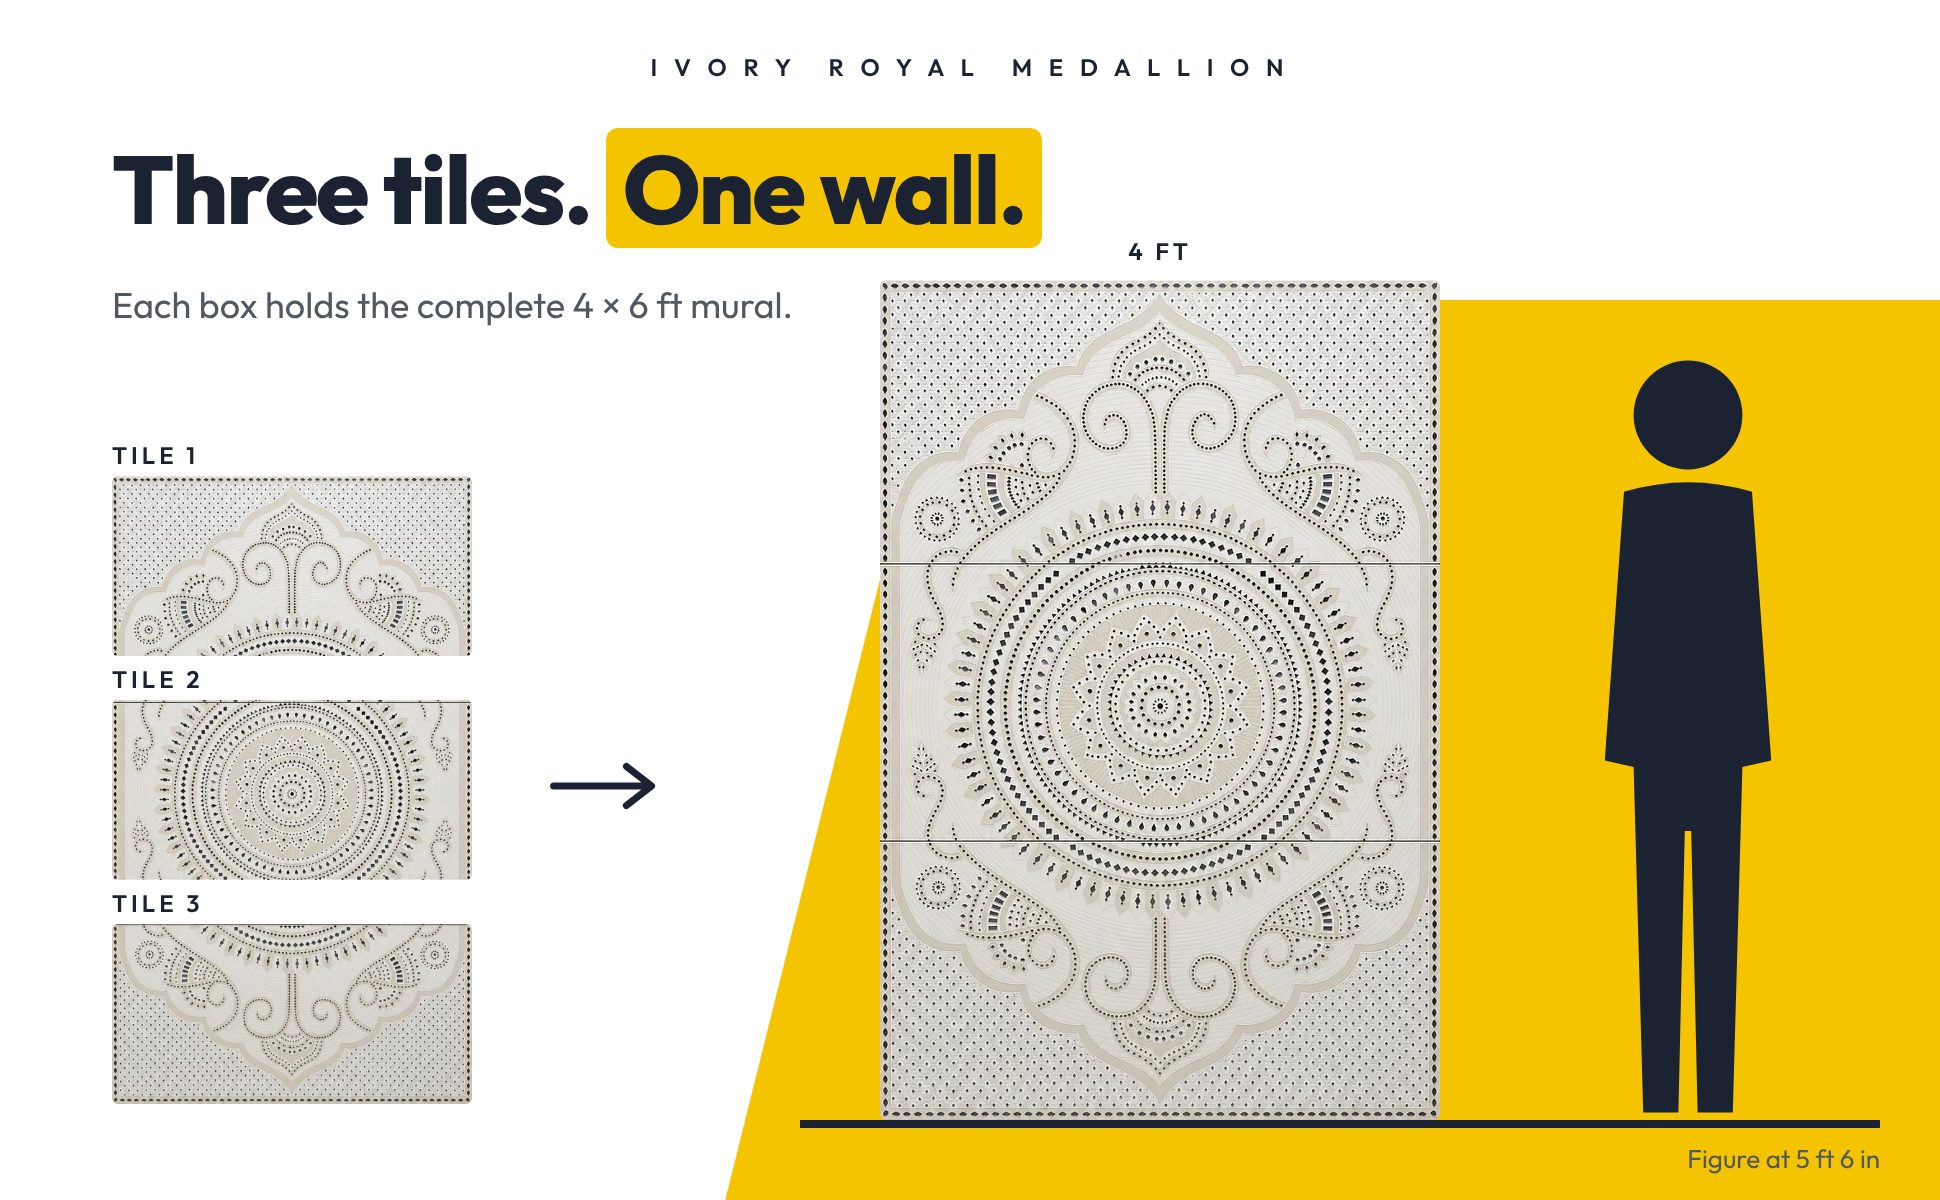 IVORY ROYAL MEDALLION
Three tiles. One wall.
Each box holds the complete 4 × 6 ft mural.
4 FT
TILE 1
TILE 2
TILE 3
Figure at 5 ft 6 in